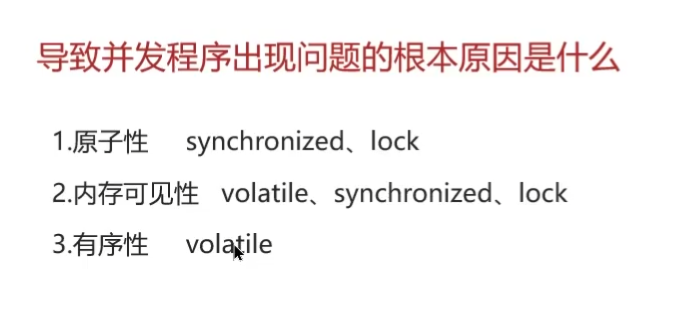 导致并发程序出现问题的根本原因是什么
1.原子性 synchronized、lock
2.内存可见性 volatile、synchronized、lock
3.有序性 volatile